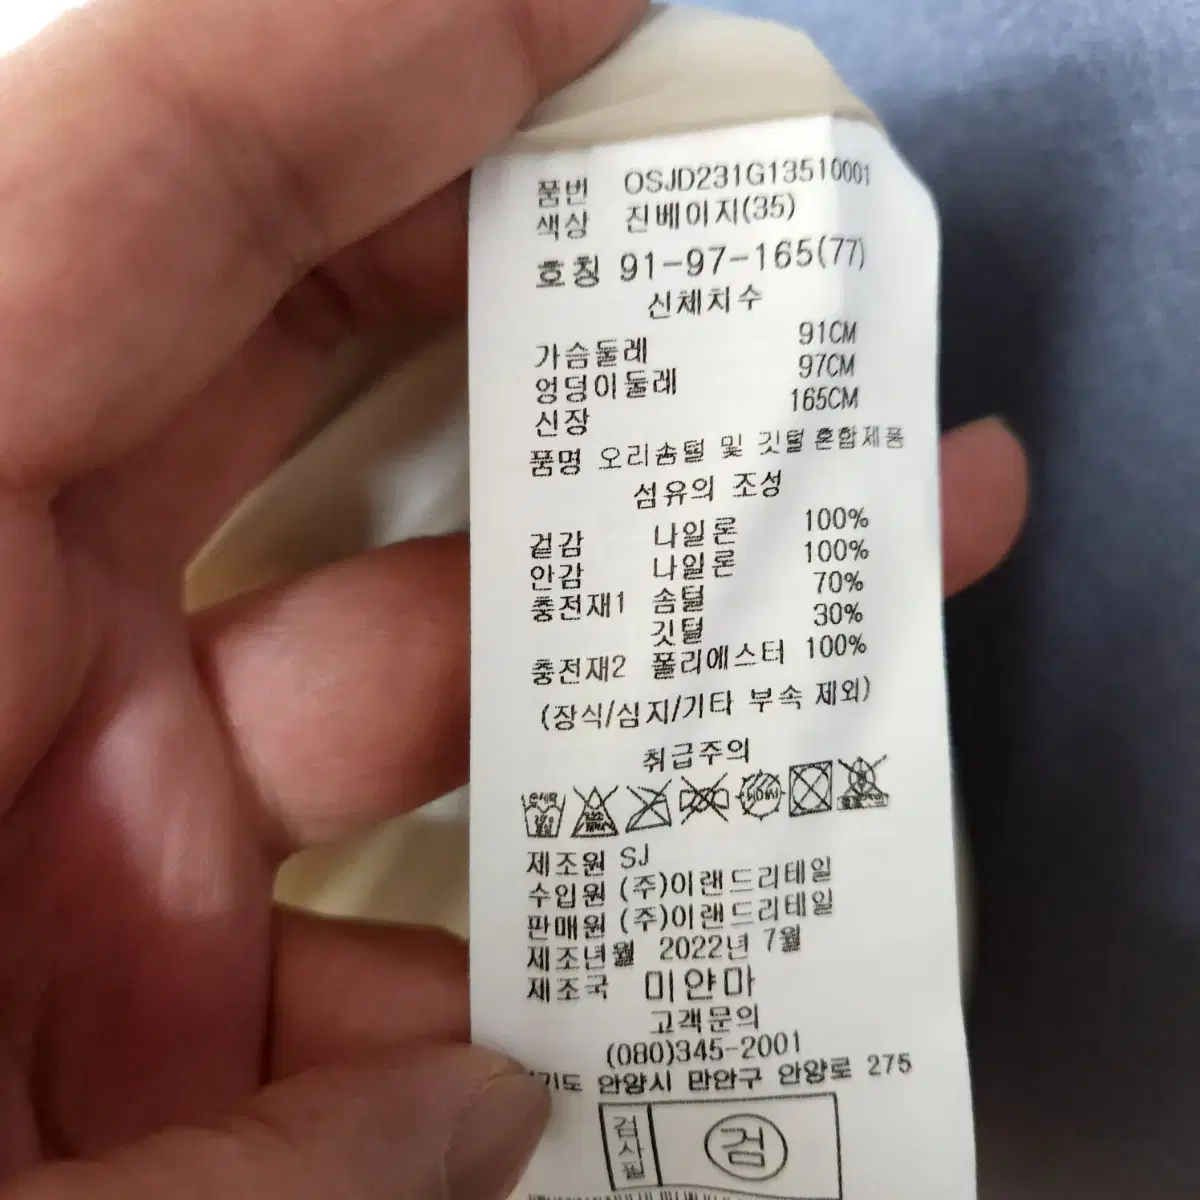 품번 OSJD231G13510001
색상 진베이지(35)
호칭 91-97-165(77)
신체치수
가슴둘레 91CM
엉덩이둘레 97CM
신장 165CM
품명 오리솜털 및 깃털 혼합제품
섬유의 조성
겉감 나일론 100%
안감 나일론 100%
충전재1 솜털 70%
깃털 30%
충전재2 폴리에스터 100%
(장식/심지/기타 부속 제외)
취급주의
제조원 SJ
수입원 (주)이랜드리테일
판매원 (주)이랜드리테일
제조년월 2022년 7월
제조국 미얀마
고객문의
(080)345-2001
기도 안양시 만안구 안양로 275
검사필 검